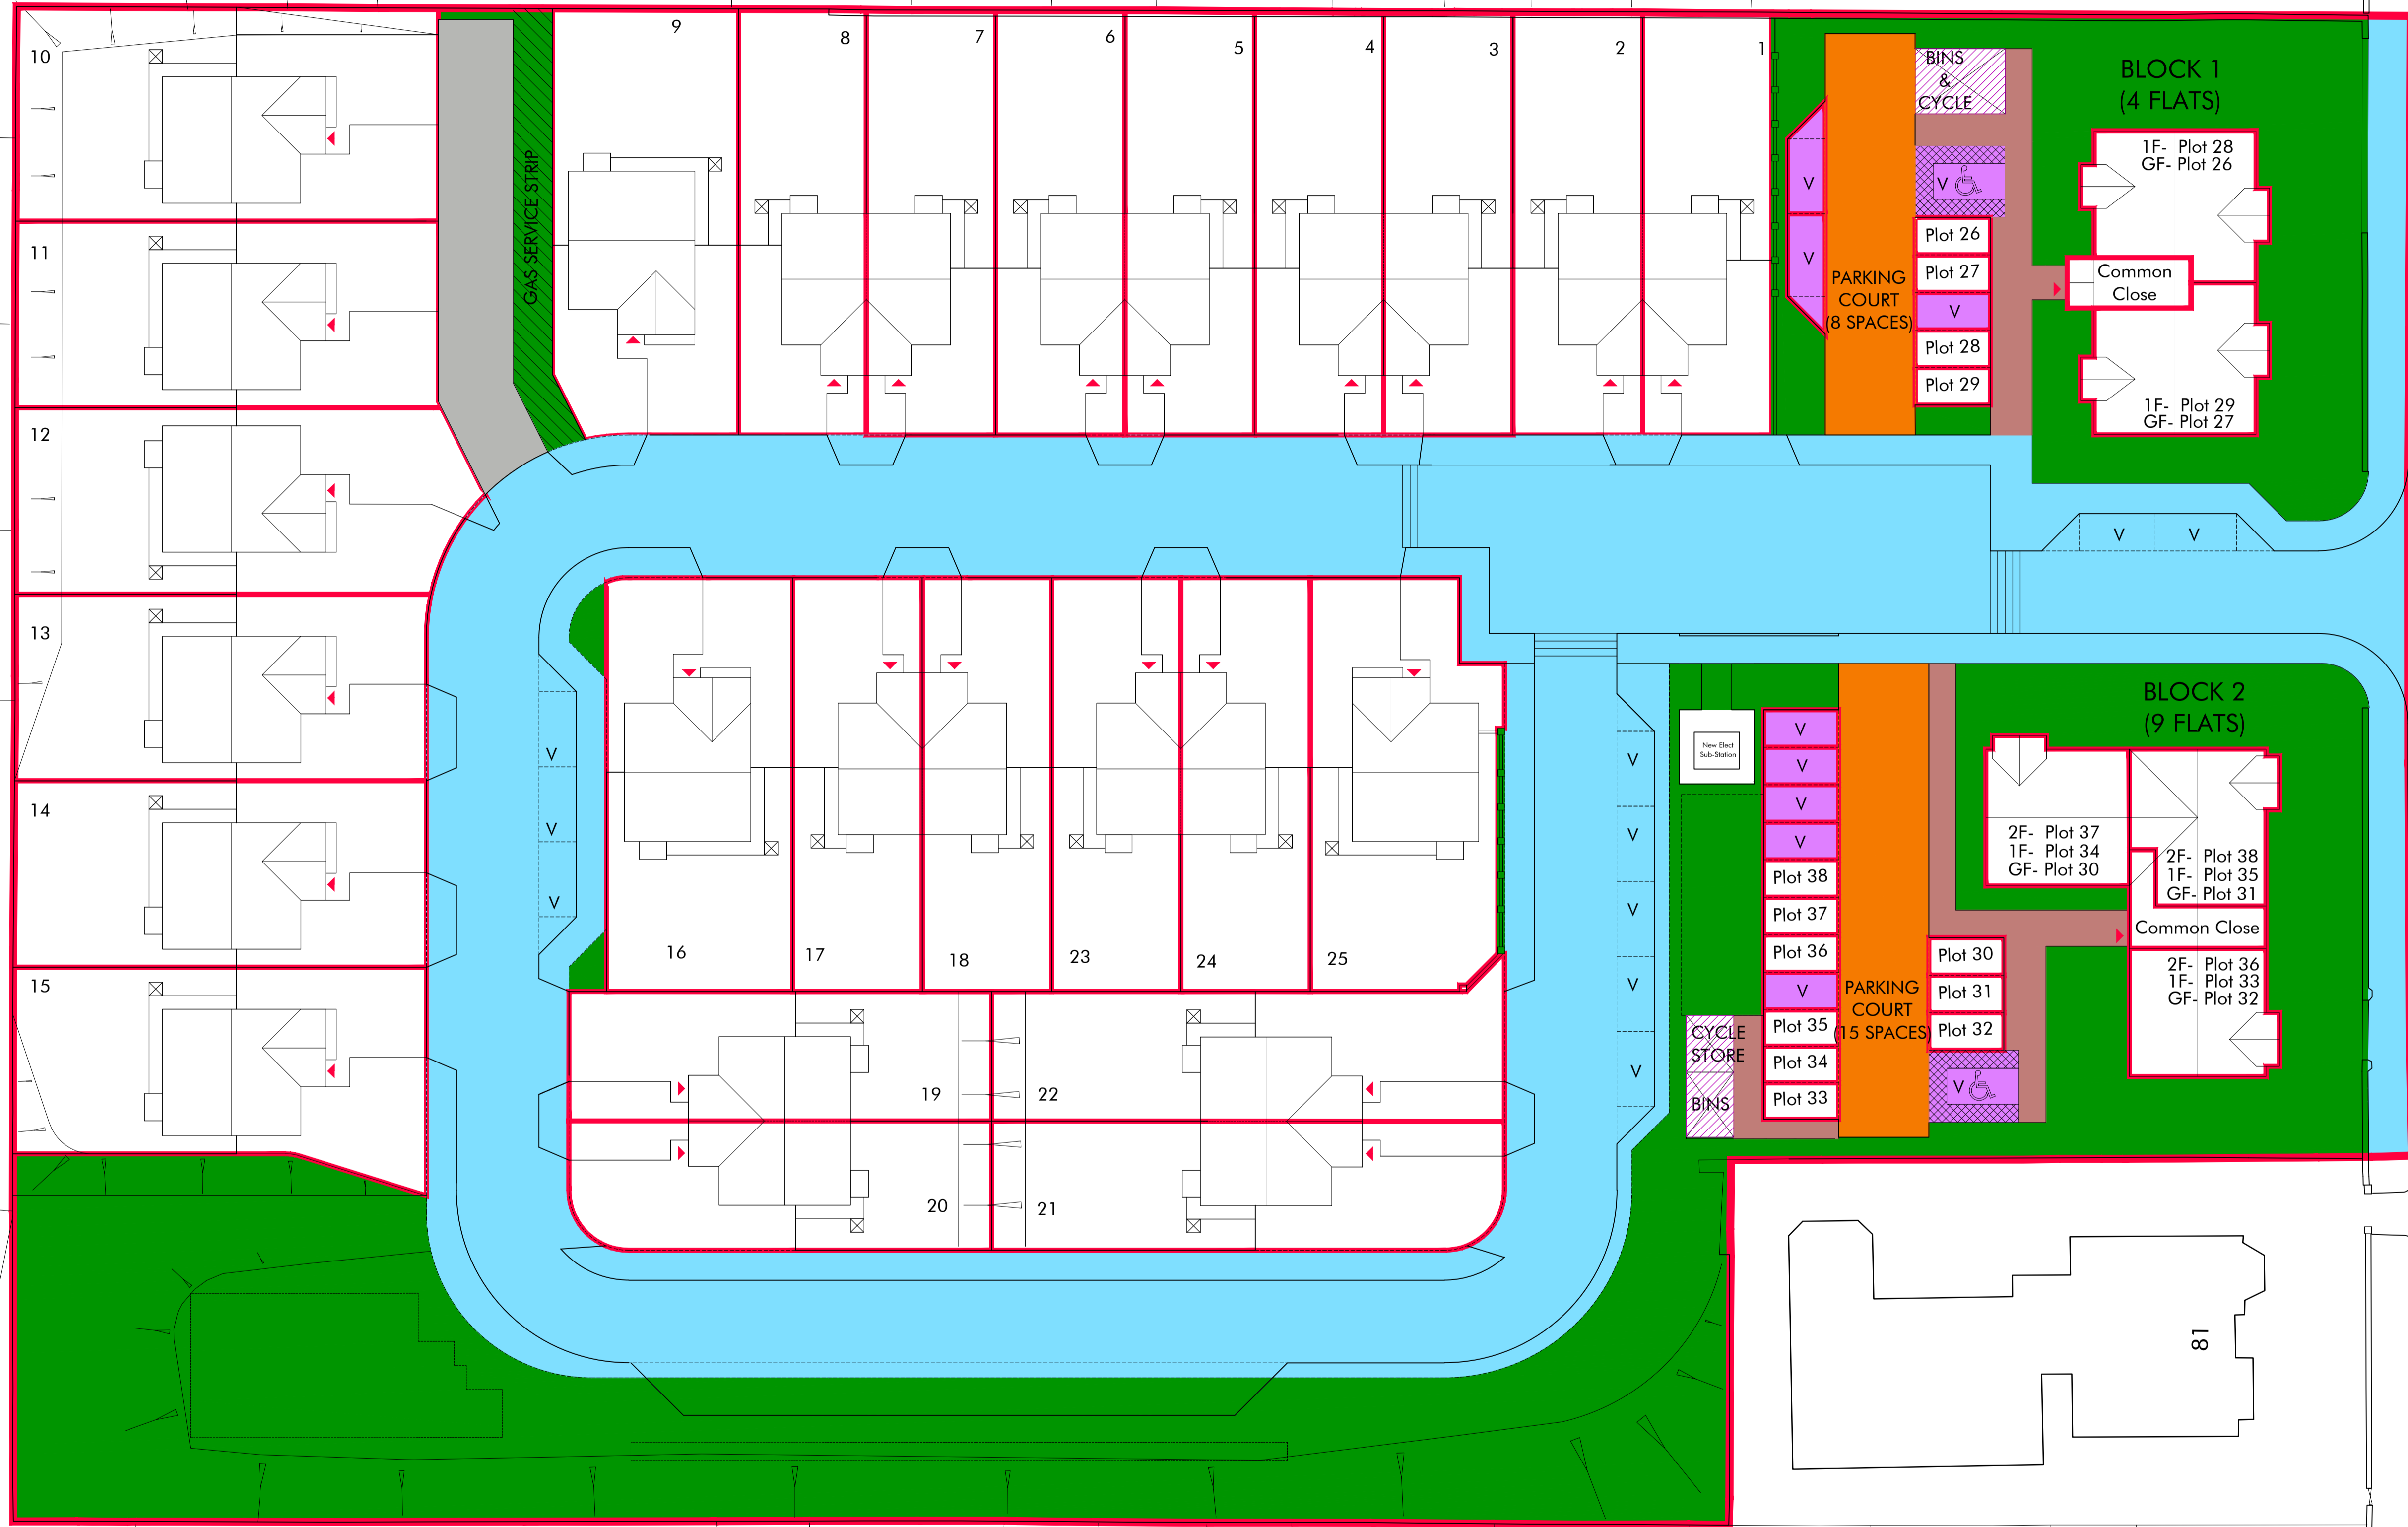 10
11
12
13
14
15
GAS SERVICE STRIP
9
8
7
6
5
4
3
2
1
V
V
PARKING
COURT
(8 SPACES)
BINS
&
CYCLE
V
Plot 26
Plot 27
V
Plot 28
Plot 29
BLOCK 1
(4 FLATS)
1F- Plot 28
GF- Plot 26
Common
Close
1F- Plot 29
GF- Plot 27
V
V
V
V
V
16
17
18
23
24
25
19
22
20
21
V
V
V
V
V
New Elect
Sub-Station
V
V
V
V
Plot 38
Plot 37
Plot 36
V
Plot 35
Plot 34
Plot 33
CYCLE
STORE
BINS
PARKING
COURT
(15 SPACES)
Plot 30
Plot 31
Plot 32
V
BLOCK 2
(9 FLATS)
2F- Plot 37
1F- Plot 34
GF- Plot 30
2F- Plot 38
1F- Plot 35
GF- Plot 31
Common Close
2F- Plot 36
1F- Plot 33
GF- Plot 32
81